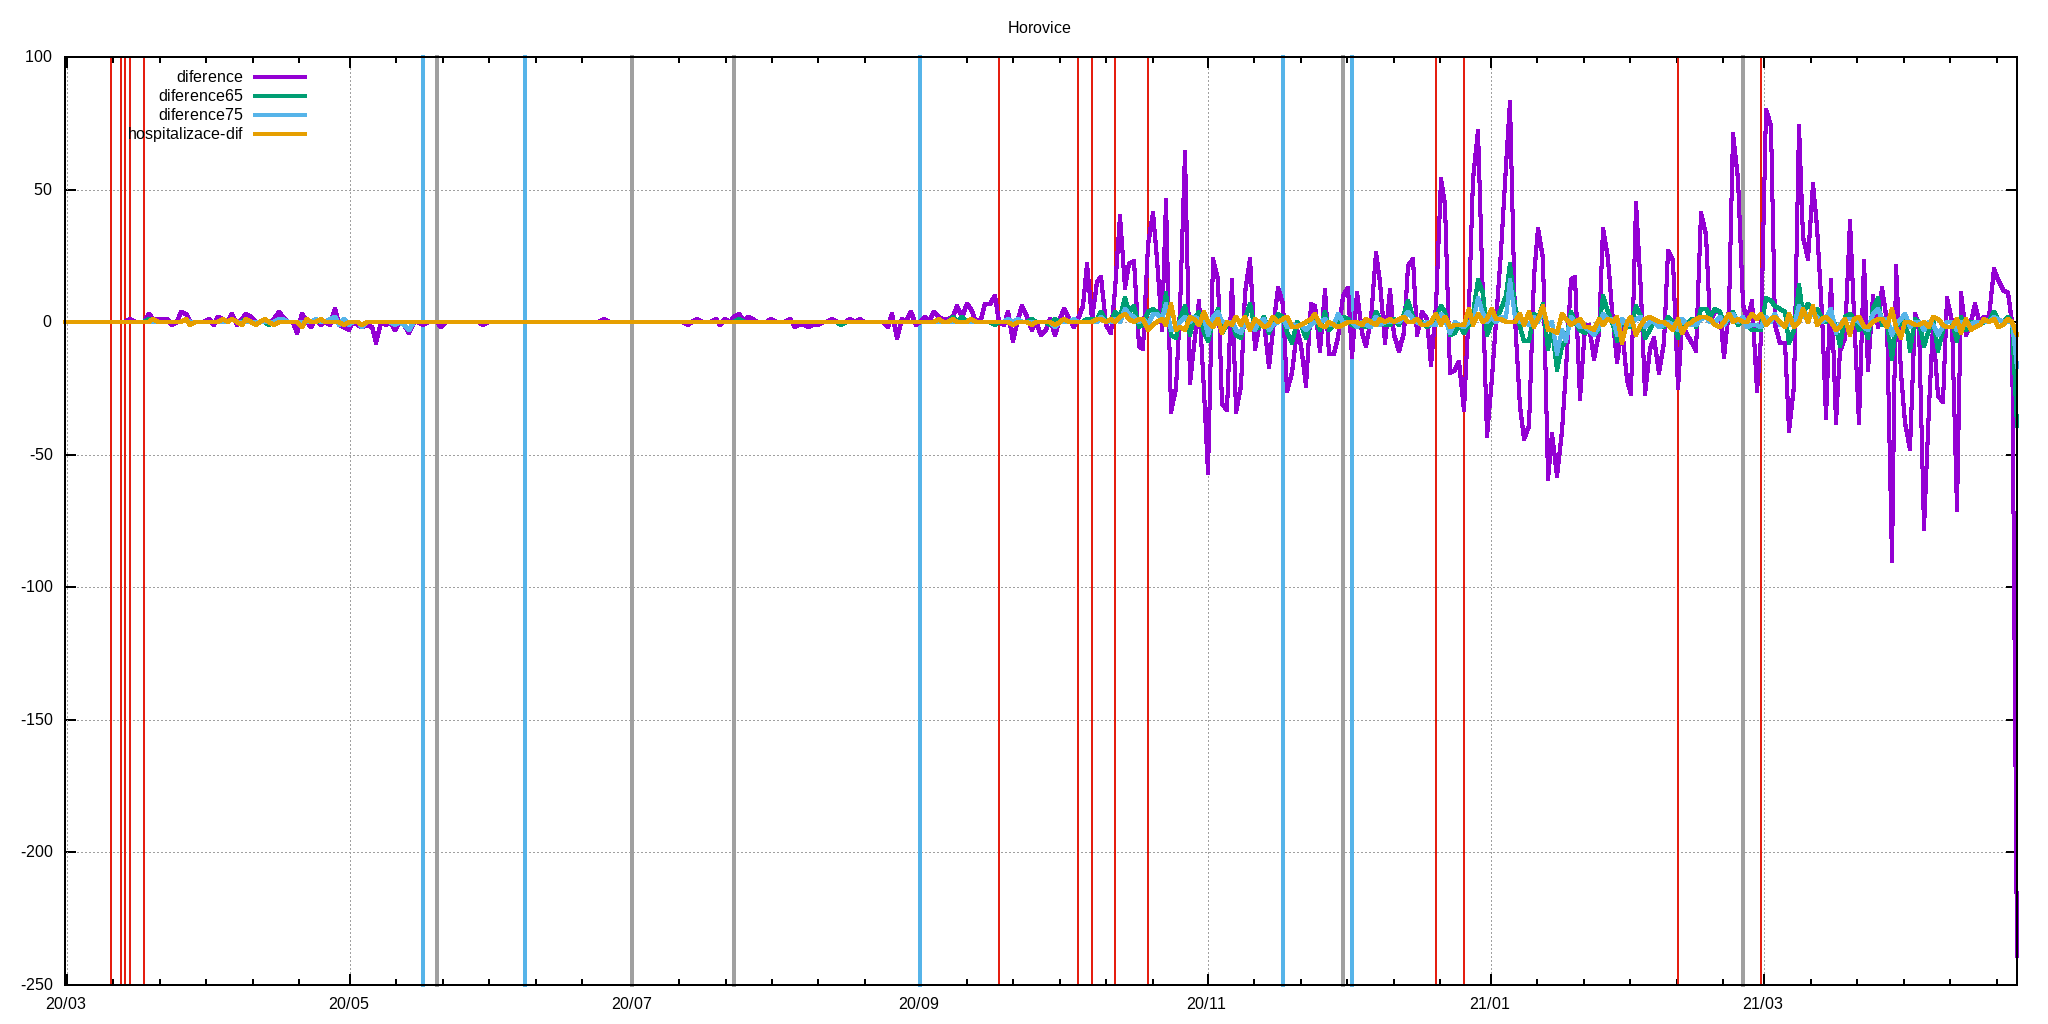 Horovice
100
diference
diference65
diference75
hospitalizace-dif
50
0
-50
-100
-150
-200
-250
20/03 20/05 20/07 20/09 20/11 21/01 21/03